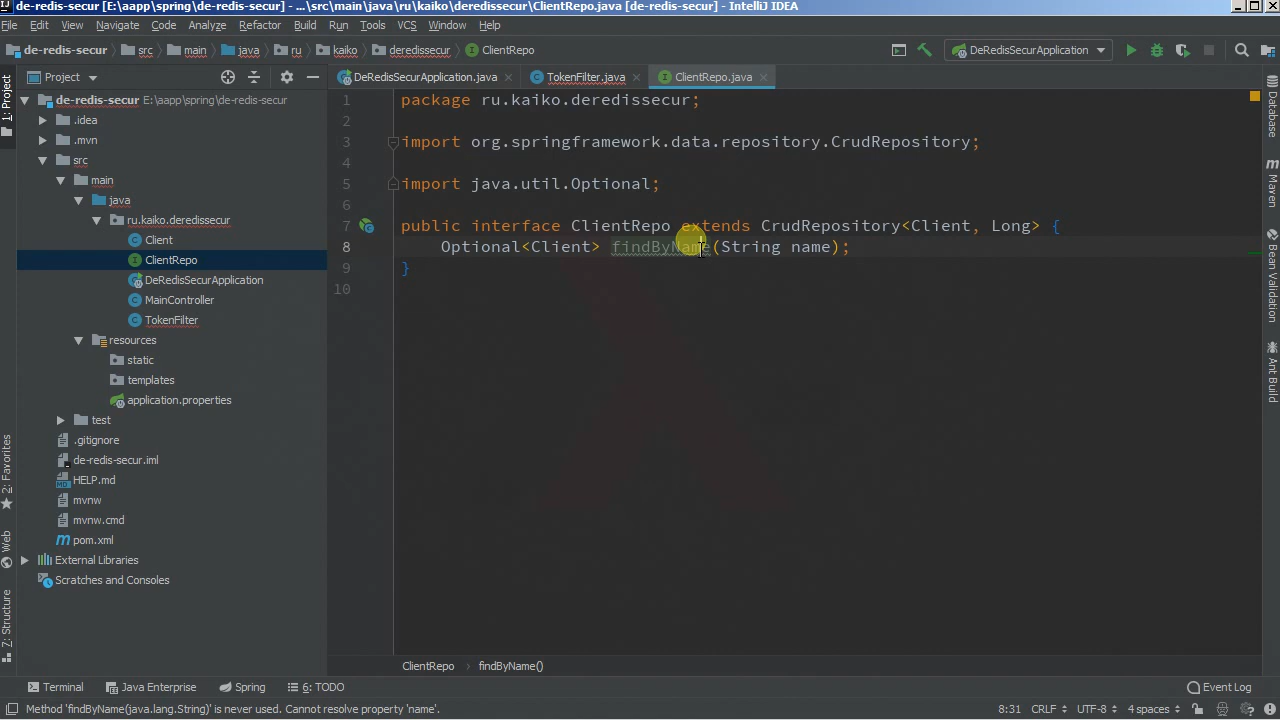 de-redis-secur [E:\aapp\spring\de-redis-secur] - ...\src\main\java\ru\kaiko\deredissecur\ClientRepo.java [de-redis-secur] - IntelliJ IDEA
File Edit View Navigate Code Analyze Refactor Build Run Tools VCS Window Help
de-redis-secur src main java ru kaiko deredissecur ClientRepo DeRedisSecurApplication
Project DeRedisSecurApplication.java TokenFilter.java ClientRepo.java
de-redis-secur E:\aapp\spring\de-redis-secur
.idea
.mvn
src
main
java
ru.kaiko.deredissecur
Client
ClientRepo
DeRedisSecurApplication
MainController
TokenFilter
resources
static
templates
application.properties
test
.gitignore
de-redis-secur.iml
HELP.md
mvnw
mvnw.cmd
pom.xml
External Libraries
Scratches and Consoles
1 package ru.kaiko.deredissecur;
2
3 import org.springframework.data.repository.CrudRepository;
4
5 import java.util.Optional;
6
7 public interface ClientRepo extends CrudRepository<Client, Long> {
8 Optional<Client> findByName(String name);
9 }
10
1: Project
2: Favorites
Web
7: Structure
Database
Maven
Bean Validation
Ant Build
ClientRepo findByName()
Terminal Java Enterprise Spring 6: TODO Event Log
Method 'findByName(java.lang.String)' is never used. Cannot resolve property 'name'. 8:31 CRLF UTF-8 4 spaces